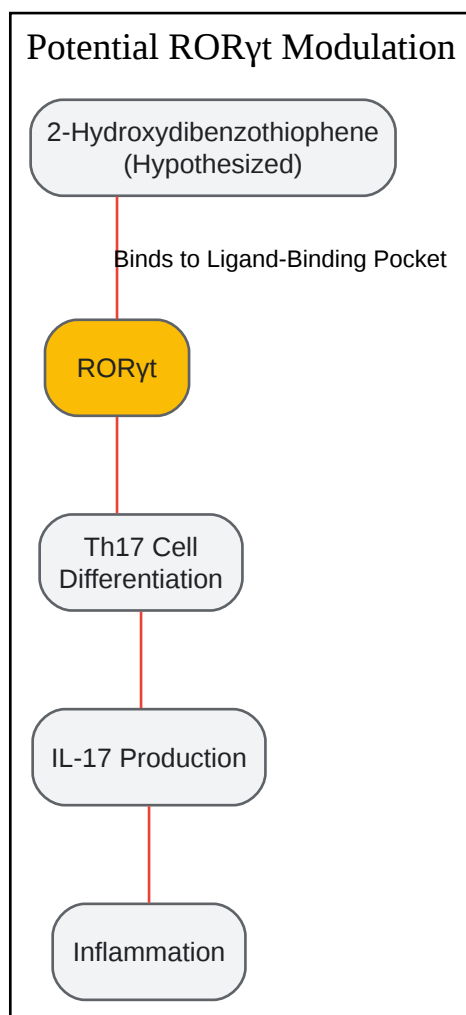 Potential RORγt Modulation
2-Hydroxydibenzothiophene
(Hypothesized)
Binds to Ligand-Binding Pocket
RORγt
Th17 Cell
Differentiation
IL-17 Production
Inflammation